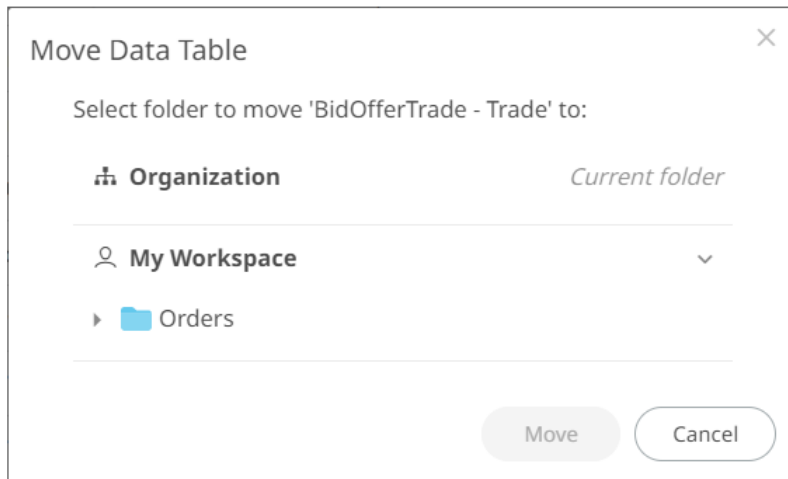 Move Data Table
Select folder to move 'BidOfferTrade - Trade' to:
Organization Current folder
My Workspace
Orders
Move Cancel